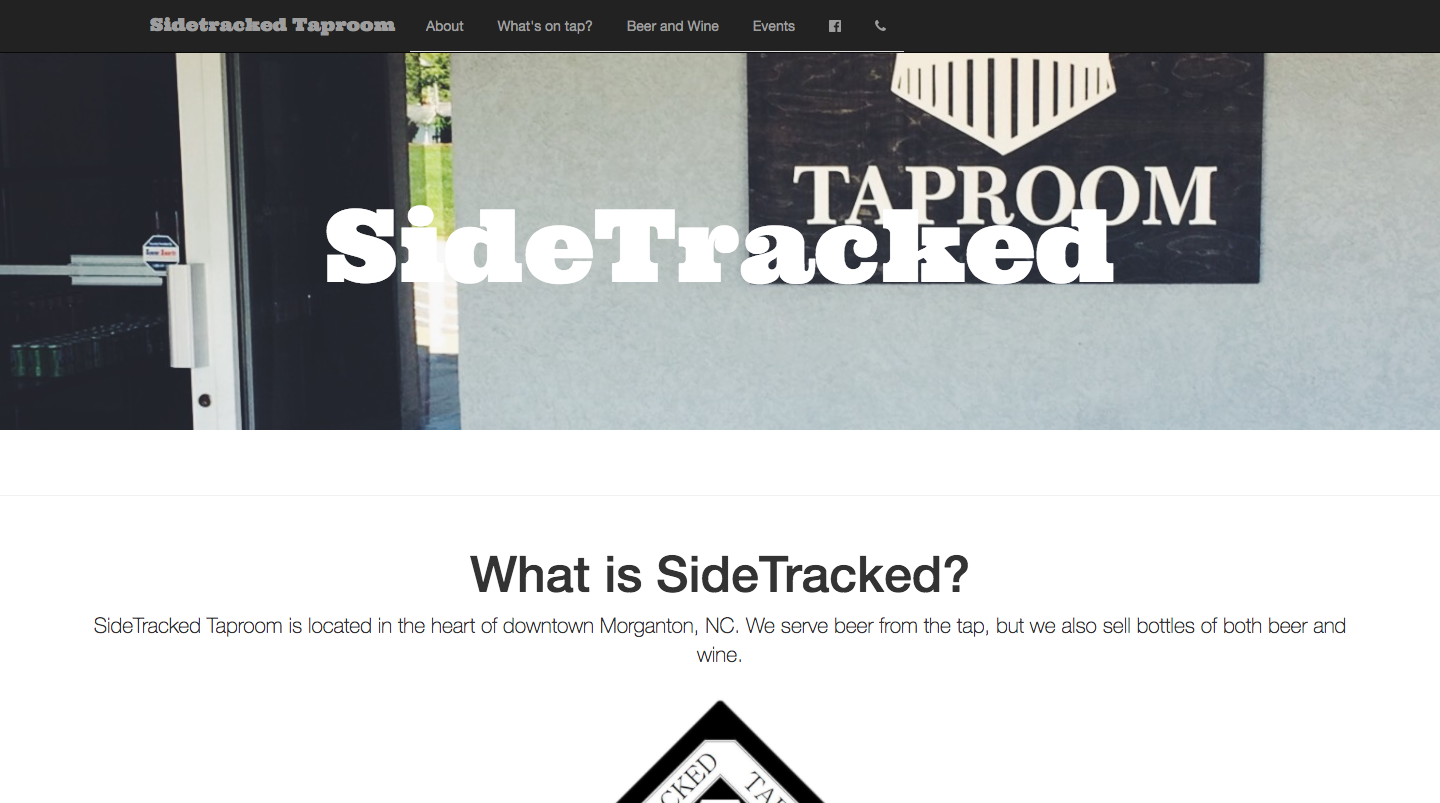 Sidetracked Taproom About What's on tap? Beer and Wine Events
TAPROOM
SideTracked
What is SideTracked?
SideTracked Taproom is located in the heart of downtown Morganton, NC. We serve beer from the tap, but we also sell bottles of both beer and
wine.